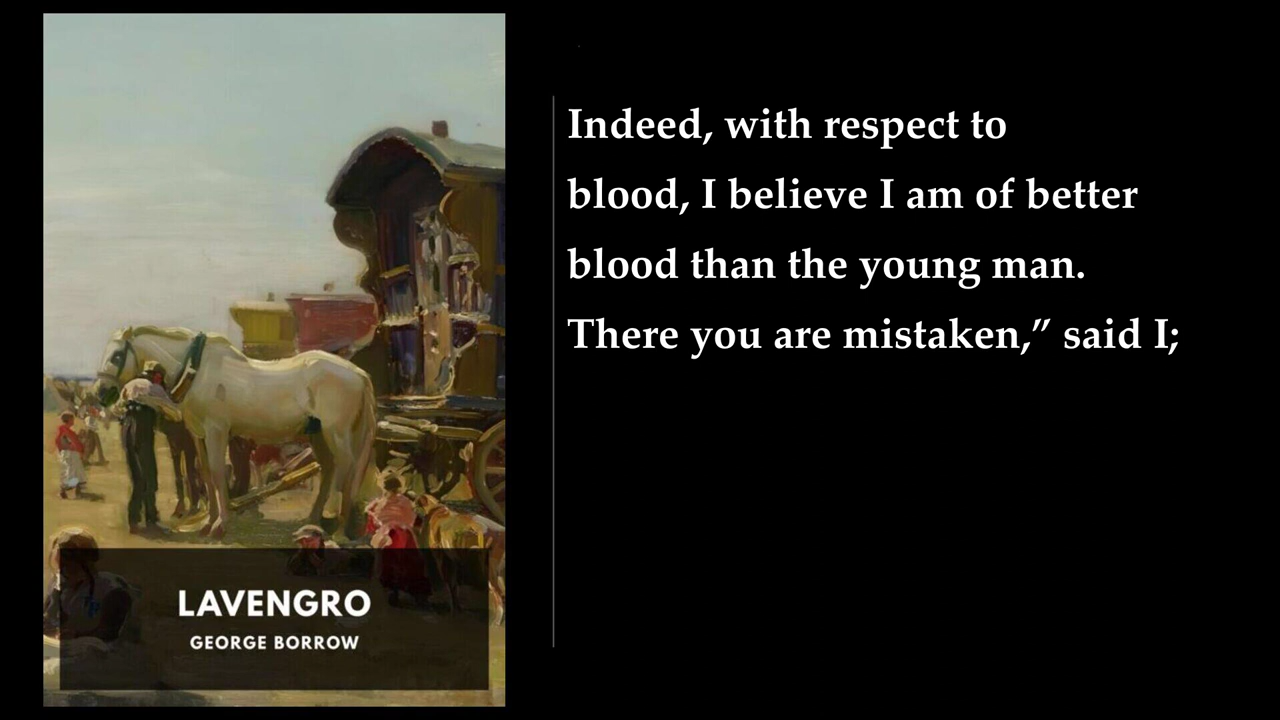 LAVENGRO
GEORGE BORROW
Indeed, with respect to
blood, I believe I am of better
blood than the young man.
There you are mistaken,” said I;